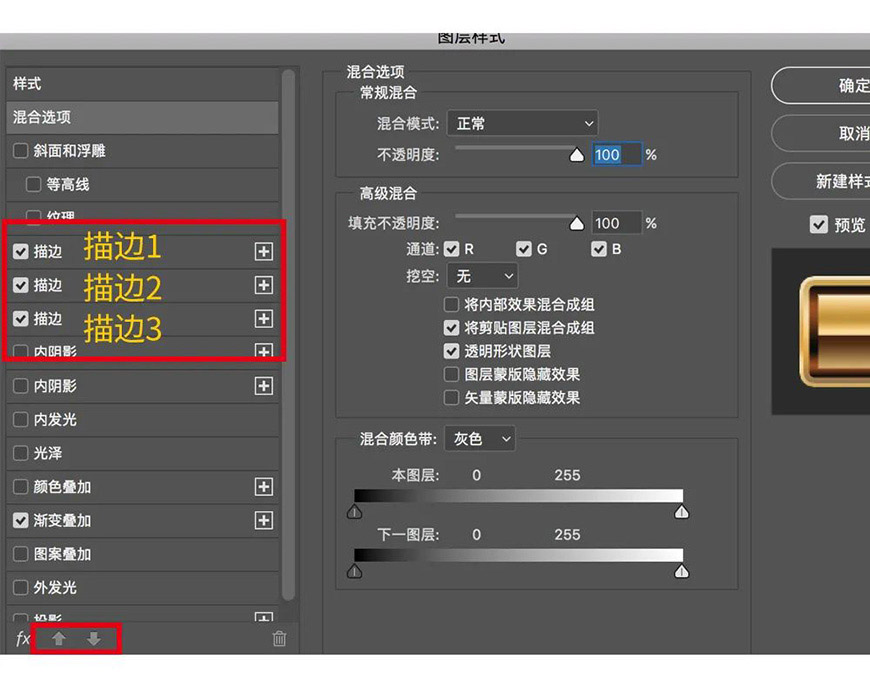 图层样式
样式
混合选项
斜面和浮雕
等高线
纹理
描边 描边1
描边 描边2
描边 描边3
内阴影
内阴影
内发光
光泽
颜色叠加
渐变叠加
图案叠加
外发光
投影
fx
混合选项
常规混合
混合模式: 正常
不透明度: 100 %
高级混合
填充不透明度: 100 %
通道: R G B
挖空: 无
将内部效果混合成组
将剪贴图层混合成组
透明形状图层
图层蒙版隐藏效果
矢量蒙版隐藏效果
混合颜色带: 灰色
本图层: 0 255
下一图层: 0 255
确定
取消
新建样式
预览